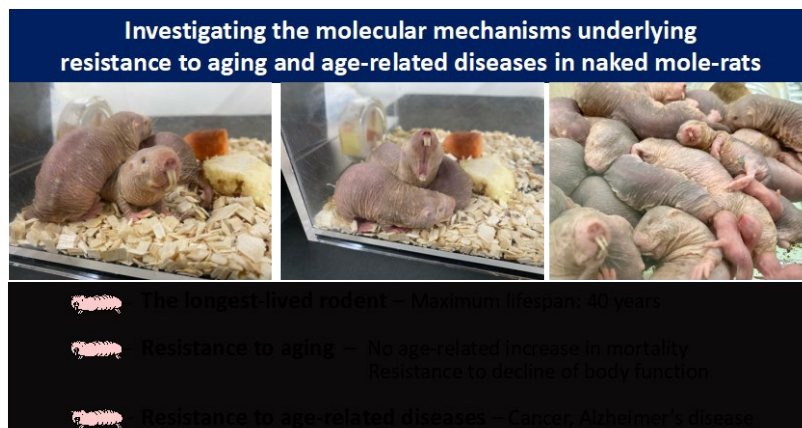 Investigating the molecular mechanisms underlying
resistance to aging and age-related diseases in naked mole-rats
The longest-lived rodent – Maximum lifespan: 40 years
Resistance to aging – No age-related increase in mortality
Resistance to decline of body function
Resistance to age-related diseases – Cancer, Alzheimer's disease